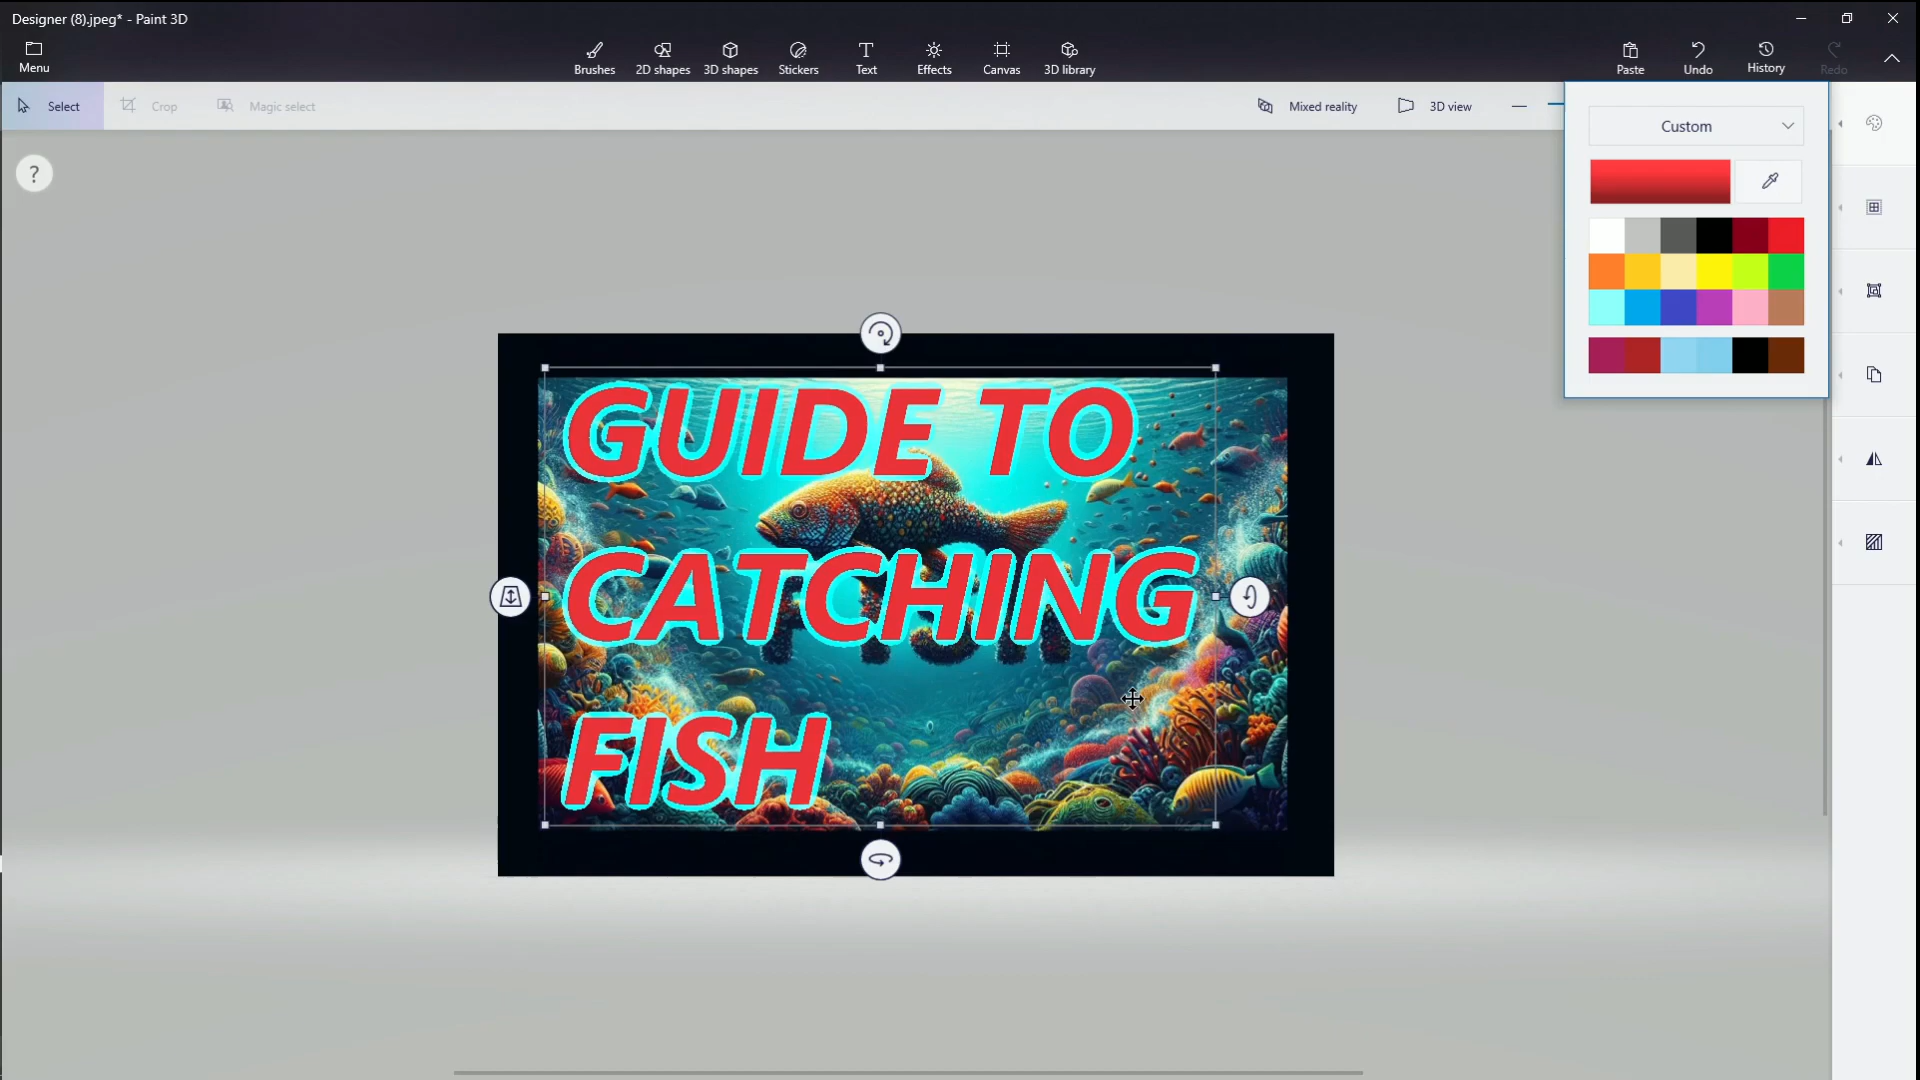 Designer (8).jpeg* - Paint 3D
Menu
Brushes
2D shapes
3D shapes
Stickers
Text
Effects
Canvas
3D library
Paste
Undo
History
Redo
Select
Crop
Magic select
Mixed reality
3D view
Custom
?
GUIDE TO
CATCHING
FISH